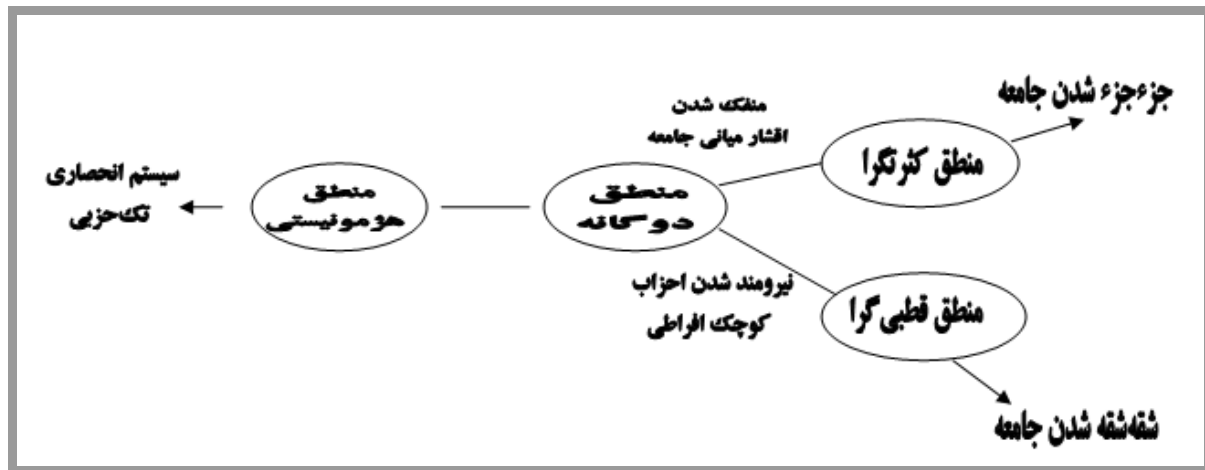 جزءجزء شدن جامعه
منفک شدن
اقشار میانی جامعه
منطق کثرتگرا
سیستم انحصاری
تک‌حزبی
منطق
هژمونیستی
منطق
دوگانه
نیرومند شدن احزاب
کوچک افراطی
منطق قطبی‌گرا
شقه‌شقه شدن جامعه